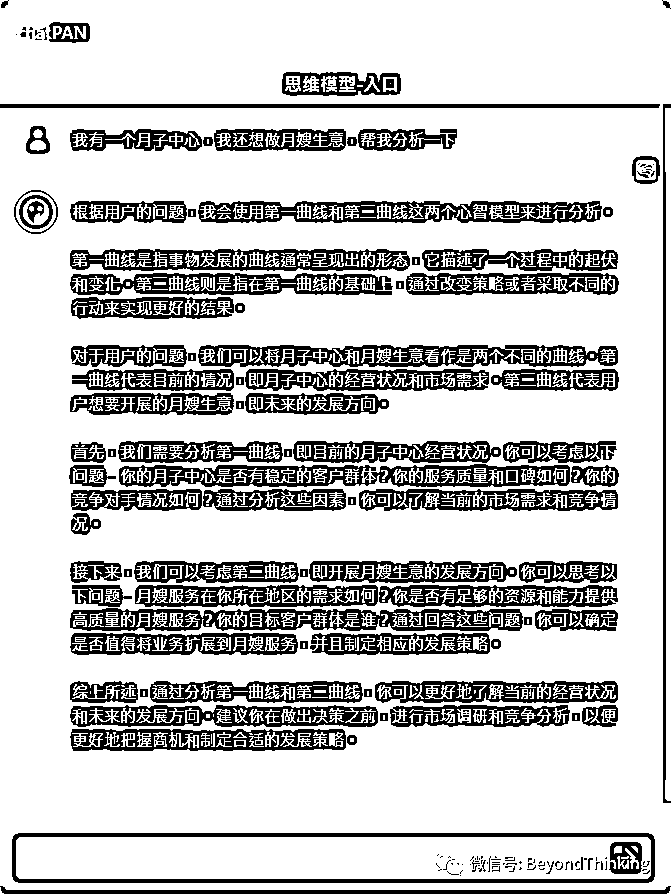 ChatPAN
思维模型-入口
我有一个月子中心，我还想做月嫂生意，帮我分析一下
根据用户的问题，我会使用第一曲线和第二曲线这两个心智模型来进行分析。
第一曲线是指事物发展的曲线通常呈现出的形态，它描述了一个过程中的起伏
和变化。第二曲线则是指在第一曲线的基础上，通过改变策略或者采取不同的
行动来实现更好的结果。
对于用户的问题，我们可以将月子中心和月嫂生意看作是两个不同的曲线。第
一曲线代表目前的情况，即月子中心的经营状况和市场需求。第二曲线代表用
户想要开展的月嫂生意，即未来的发展方向。
首先，我们需要分析第一曲线，即目前的月子中心经营状况。你可以考虑以下
问题：你的月子中心是否有稳定的客户群体？你的服务质量和口碑如何？你的
竞争对手情况如何？通过分析这些因素，你可以了解当前的市场需求和竞争情
况。
接下来，我们可以考虑第二曲线，即开展月嫂生意的发展方向。你可以思考以
下问题：月嫂服务在你所在地区的需求如何？你是否有足够的资源和能力提供
高质量的月嫂服务？你的目标客户群体是谁？通过回答这些问题，你可以确定
是否值得将业务扩展到月嫂服务，并且制定相应的发展策略。
综上所述，通过分析第一曲线和第二曲线，你可以更好地了解当前的经营状况
和未来的发展方向。建议你在做出决策之前，进行市场调研和竞争分析，以便
更好地把握商机和制定合适的发展策略。
微信号: BeyondThinking